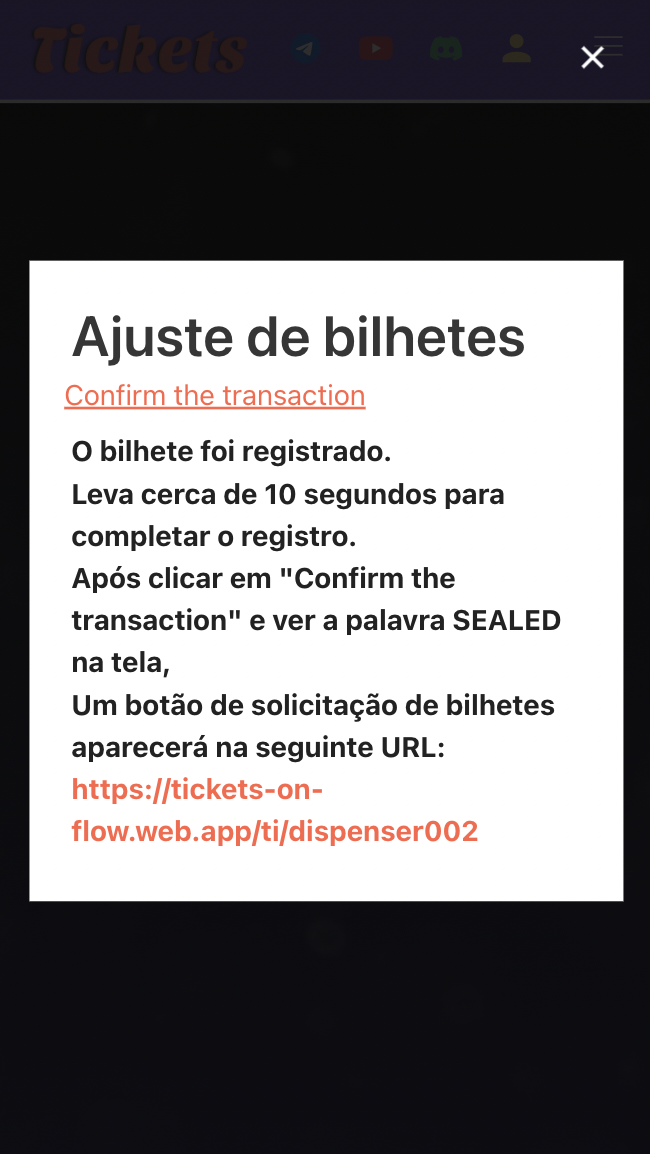 Tickets
Ajuste de bilhetes
Confirm the transaction
O bilhete foi registrado.
Leva cerca de 10 segundos para
completar o registro.
Após clicar em "Confirm the
transaction" e ver a palavra SEALED
na tela,
Um botão de solicitação de bilhetes
aparecerá na seguinte URL:
https://tickets-on-
flow.web.app/ti/dispenser002